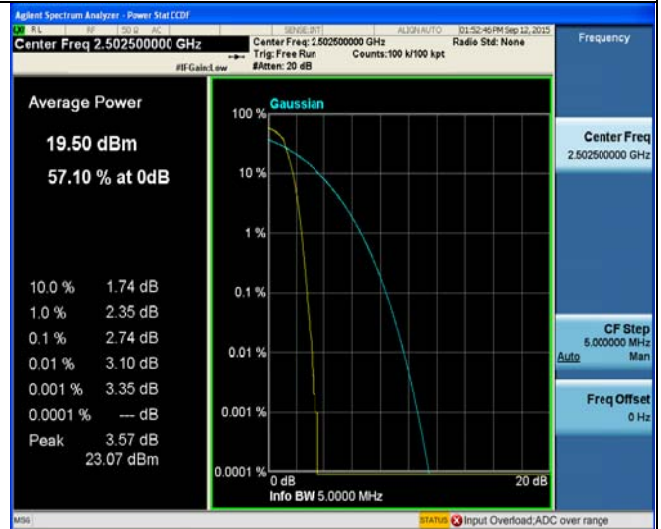 Agilent Spectrum Analyzer - Power Stat CCDF
RL RF 50 Ω AC SENSE:INT ALIGN AUTO 01:52:46 PM Sep 12, 2015
Center Freq 2.502500000 GHz
#IFGain:Low
Center Freq: 2.502500000 GHz
Trig: Free Run Counts:100 k/100 kpt
#Atten: 20 dB
Radio Std: None
Average Power
19.50 dBm
57.10 % at 0dB
10.0 % 1.74 dB
1.0 % 2.35 dB
0.1 % 2.74 dB
0.01 % 3.10 dB
0.001 % 3.35 dB
0.0001 % --- dB
Peak 3.57 dB
23.07 dBm
Gaussian
100 %
10 %
1 %
0.1 %
0.01 %
0.001 %
0.0001 %
0 dB 20 dB
Info BW 5.0000 MHz
Frequency
Center Freq
2.502500000 GHz
CF Step
5.000000 MHz
Auto Man
Freq Offset
0 Hz
MSG STATUS Input Overload;ADC over range